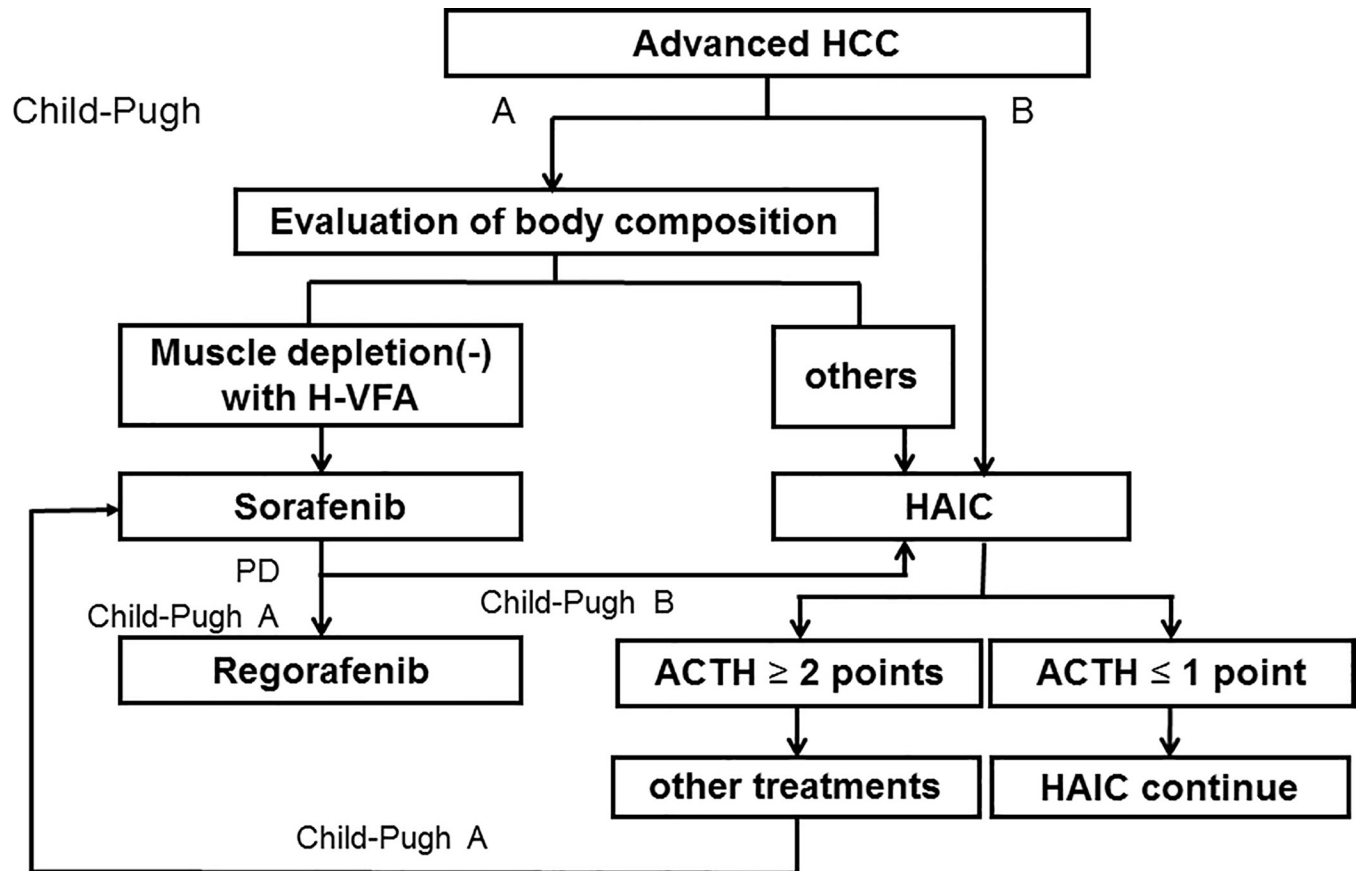 Advanced HCC
Child-Pugh
A
B
Evaluation of body composition
Muscle depletion(-)
with H-VFA
others
Sorafenib
HAIC
PD
Child-Pugh A
Child-Pugh B
Regorafenib
ACTH ≥ 2 points
ACTH ≤ 1 point
other treatments
HAIC continue
Child-Pugh A